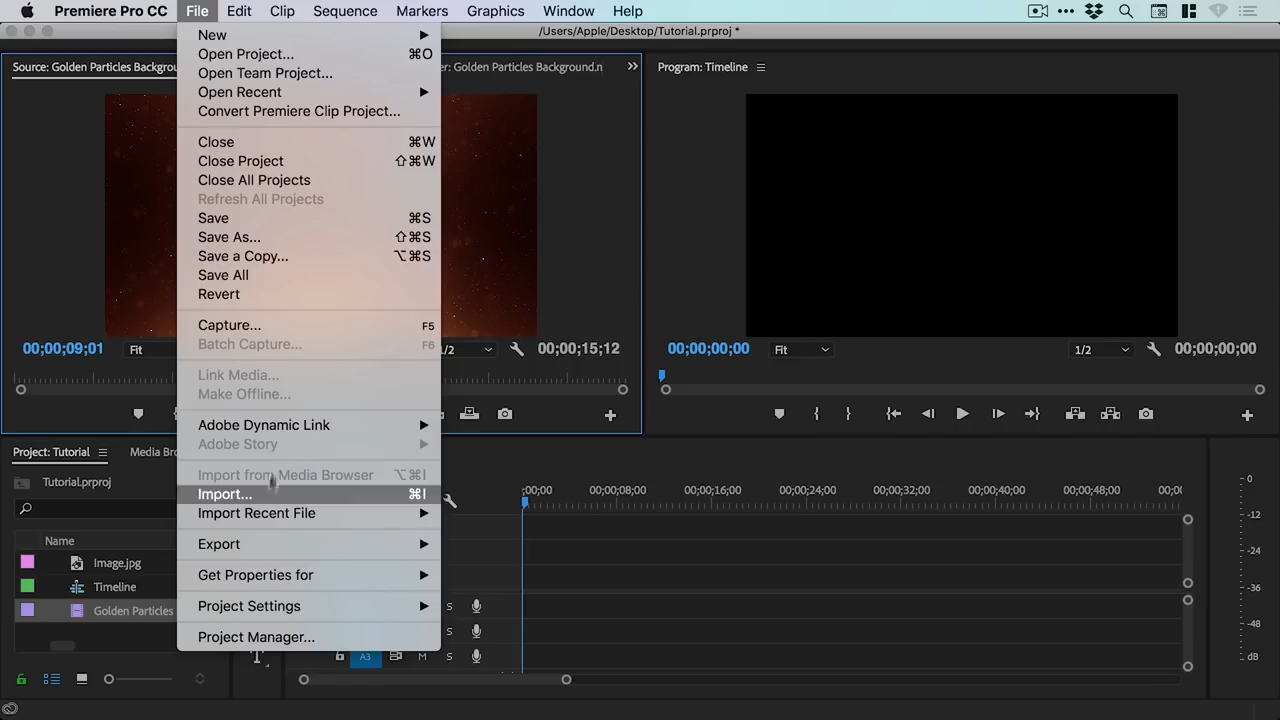 Premiere Pro CC File Edit Clip Sequence Markers Graphics Window Help
/Users/Apple/Desktop/Tutorial.prproj *
Source: Golden Particles Backgrou
er: Golden Particles Background.n
Program: Timeline
New
Open Project... ⌘O
Open Team Project...
Open Recent
Convert Premiere Clip Project...
Close ⌘W
Close Project ⇧⌘W
Close All Projects
Refresh All Projects
Save ⌘S
Save As... ⇧⌘S
Save a Copy... ⌥⌘S
Save All
Revert
Capture... F5
Batch Capture... F6
Link Media...
Make Offline...
Adobe Dynamic Link
Adobe Story
Import from Media Browser ⌥⌘I
Import... ⌘I
Import Recent File
Export
Get Properties for
Project Settings
Project Manager...
00;00;09;01 Fit 1/2 00;00;15;12
00;00;00;00 Fit 1/2 00;00;00;00
Project: Tutorial
Media Bro
Tutorial.prproj
Name
Image.jpg
Timeline
Golden Particles
;00;00 00;00;08;00 00;00;16;00 00;00;24;00 00;00;32;00 00;00;40;00 00;00;48;00 00;0
S
S
A3 M S
0
-12
-24
-36
-48
dB